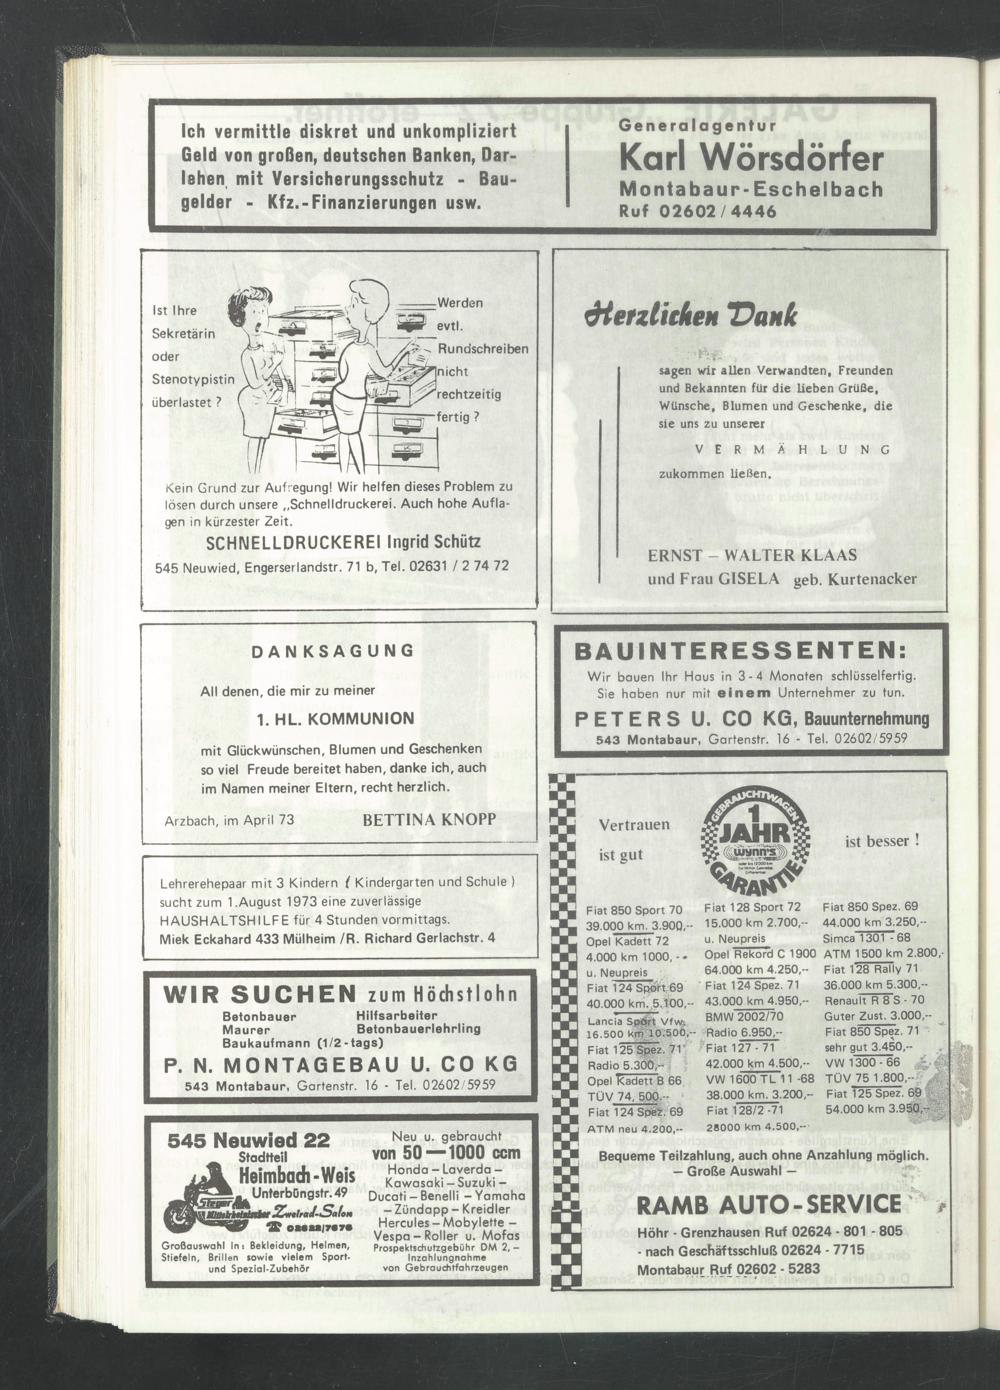 Ich vermittle diskret und unkompliziert
Geld von großen, deutschen Banken, Dar-
lehen mit Versicherungsschutz - Bau-
gelder - Kfz.-Finanzierungen usw.
Generalagentur
Karl Wörsdörfer
Montabaur-Eschelbach
Ruf 02602/4446
Ist Ihre
Sekretärin
oder
Stenotypistin
überlastet ?
Werden
evtl.
Rundschreiben
nicht
rechtzeitig
fertig ?
Kein Grund zur Aufregung! Wir helfen dieses Problem zu
lösen durch unsere ,,Schnelldruckerei. Auch hohe Aufla-
gen in kürzester Zeit.
SCHNELLDRUCKEREI Ingrid Schütz
545 Neuwied, Engerserlandstr. 71 b, Tel. 02631 / 2 74 72
Herzlichen Dank
sagen wir allen Verwandten, Freunden
und Bekannten für die lieben Grüße,
Wünsche, Blumen und Geschenke, die
sie uns zu unserer
VERMÄHLUNG
zukommen ließen.
ERNST – WALTER KLAAS
und Frau GISELA geb. Kurtenacker
DANKSAGUNG
All denen, die mir zu meiner
1. HL. KOMMUNION
mit Glückwünschen, Blumen und Geschenken
so viel Freude bereitet haben, danke ich, auch
im Namen meiner Eltern, recht herzlich.
Arzbach, im April 73 BETTINA KNOPP
BAUINTERESSENTEN:
Wir bauen Ihr Haus in 3-4 Monaten schlüsselfertig.
Sie haben nur mit einem Unternehmer zu tun.
PETERS U. CO KG, Bauunternehmung
543 Montabaur, Gartenstr. 16 - Tel. 02602/5959
Lehrerehepaar mit 3 Kindern ( Kindergarten und Schule )
sucht zum 1.August 1973 eine zuverlässige
HAUSHALTSHILFE für 4 Stunden vormittags.
Miek Eckahard 433 Mülheim /R. Richard Gerlachstr. 4
WIR SUCHEN zum Höchstlohn
Betonbauer Hilfsarbeiter
Maurer Betonbauerlehrling
Baukaufmann (1/2-tags)
P. N. MONTAGEBAU U. CO KG
543 Montabaur, Gartenstr. 16 - Tel. 02602/5959
545 Neuwied 22
Stadtteil
Heimbach-Weis
Unterbüngstr. 49
Steger
Mittelrheinischer Zweirad-Salon
02622/7676
Großauswahl in: Bekleidung, Helmen,
Stiefeln, Brillen sowie vielem Sport-
und Spezial-Zubehör
Neu u. gebraucht
von 50 — 1000 ccm
Honda – Laverda –
Kawasaki – Suzuki –
Ducati – Benelli – Yamaha
– Zündapp – Kreidler
Hercules – Mobylette –
Vespa – Roller u. Mofas
Prospektschutzgebühr DM 2, –
Inzahlungnahme
von Gebrauchtfahrzeugen
Vertrauen
ist gut
GEBRAUCHTWAGEN
1
JAHR
wynn's
GARANTIE
ist besser !
Fiat 850 Sport 70
39.000 km. 3.900,--
Opel Kadett 72
4.000 km 1000, --
u. Neupreis
Fiat 124 Sport 69
40.000 km. 5.100,--
Lancia Sport Vfw.
16.500 km 10.500,--
Fiat 125 Spez. 71
Radio 5.300,--
Opel Kadett B 66
TÜV 74, 500,--
Fiat 124 Spez. 69
ATM neu 4.200,--
Fiat 128 Sport 72
15.000 km 2.700,--
u. Neupreis
Opel Rekord C 1900
64.000 km 4.250,--
Fiat 124 Spez. 71
43.000 km 4.950,--
BMW 2002/70
Radio 6.950,--
Fiat 127 - 71
42.000 km 4.500,--
VW 1600 TL 11 -68
38.000 km. 3.200,--
Fiat 128/2 -71
28000 km 4.500,--
Fiat 850 Spez. 69
44.000 km 3.250,--
Simca 1301 - 68
ATM 1500 km 2.800,-
Fiat 128 Rally 71
36.000 km 5.300,--
Renault R 8 S - 70
Guter Zust. 3.000,--
Fiat 850 Spez. 71
sehr gut 3.450,--
VW 1300 - 66
TÜV 75 1.800,--
Fiat 125 Spez. 69
54.000 km 3.950,--
Bequeme Teilzahlung, auch ohne Anzahlung möglich.
– Große Auswahl –
RAMB AUTO-SERVICE
Höhr - Grenzhausen Ruf 02624 - 801 - 805
- nach Geschäftsschluß 02624 - 7715
Montabaur Ruf 02602 - 5283